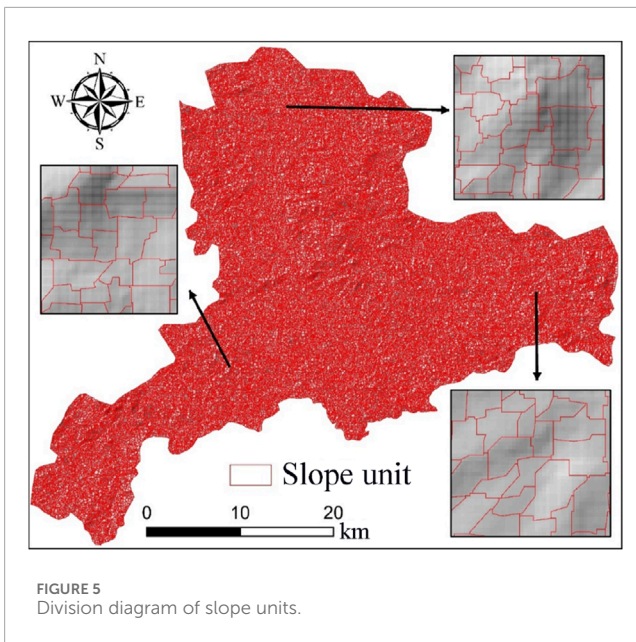 N
W E
S
Slope unit
0 10 20
km
FIGURE 5
Division diagram of slope units.